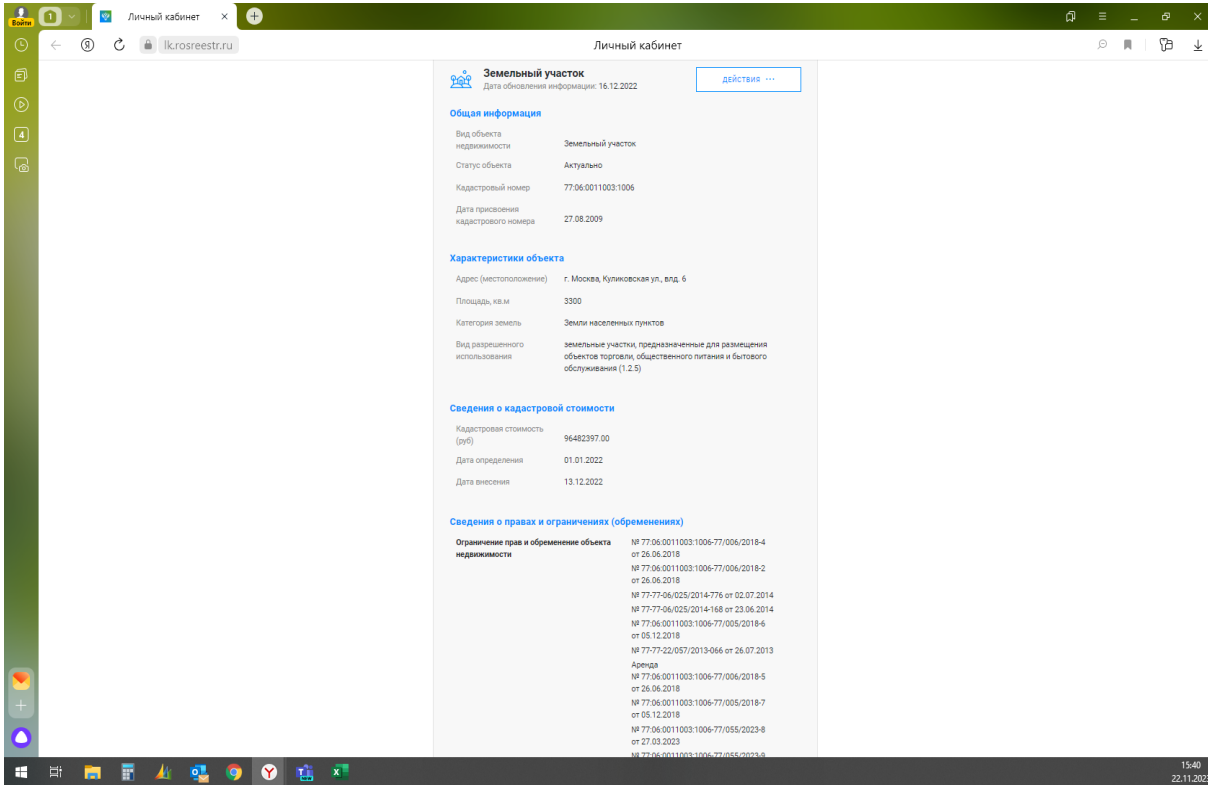 Войти
1
Личный кабинет
lk.rosreestr.ru
Личный кабинет
4
Земельный участок
Дата обновления информации: 16.12.2022
ДЕЙСТВИЯ ···
Общая информация
Вид объекта
недвижимости
Земельный участок
Статус объекта
Актуально
Кадастровый номер
77:06:0011003:1006
Дата присвоения
кадастрового номера
27.08.2009
Характеристики объекта
Адрес (местоположение)
г. Москва, Куликовская ул., влд. 6
Площадь, кв.м
3300
Категория земель
Земли населенных пунктов
Вид разрешенного
использования
земельные участки, предназначенные для размещения
объектов торговли, общественного питания и бытового
обслуживания (1.2.5)
Сведения о кадастровой стоимости
Кадастровая стоимость
(руб)
96482397.00
Дата определения
01.01.2022
Дата внесения
13.12.2022
Сведения о правах и ограничениях (обременениях)
Ограничение прав и обременение объекта
недвижимости
№ 77:06:0011003:1006-77/006/2018-4
от 26.06.2018
№ 77:06:0011003:1006-77/006/2018-2
от 26.06.2018
№ 77-77-06/025/2014-776 от 02.07.2014
№ 77-77-06/025/2014-168 от 23.06.2014
№ 77:06:0011003:1006-77/005/2018-6
от 05.12.2018
№ 77-77-22/057/2013-066 от 26.07.2013
Аренда
№ 77:06:0011003:1006-77/006/2018-5
от 26.06.2018
№ 77:06:0011003:1006-77/005/2018-7
от 05.12.2018
№ 77:06:0011003:1006-77/055/2023-8
от 27.03.2023
№ 77:06:0011003:1006-77/055/2023-9
15:40
22.11.2023